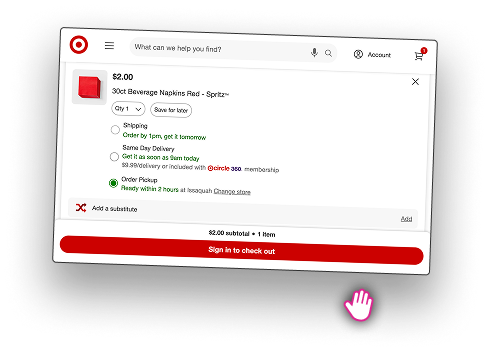 What can we help you find?
Account
1
$2.00
30ct Beverage Napkins Red - Spritz™
Qty 1
Save for later
Shipping
Order by 1pm, get it tomorrow
Same Day Delivery
Get it as soon as 9am today
$9.99/delivery or included with circle 360. membership
Order Pickup
Ready within 2 hours at Issaquah Change store
Add a substitute Add
$2.00 subtotal • 1 item
Sign in to check out